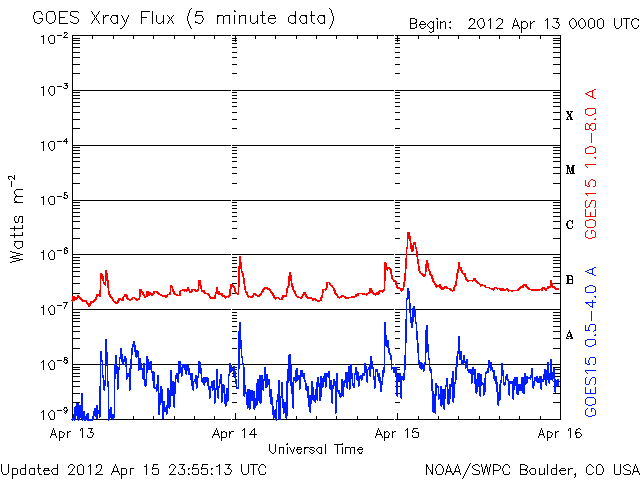 GOES Xray Flux (5 minute data)
Begin: 2012 Apr 13 0000 UTC
10-2
10-3
10-4
10-5
10-6
10-7
10-8
10-9
Watts m-2
X
M
C
B
A
GOES15 1.0-8.0 A
GOES15 0.5-4.0 A
Apr 13
Apr 14
Apr 15
Apr 16
Universal Time
Updated 2012 Apr 15 23:55:13 UTC
NOAA/SWPC Boulder, CO USA